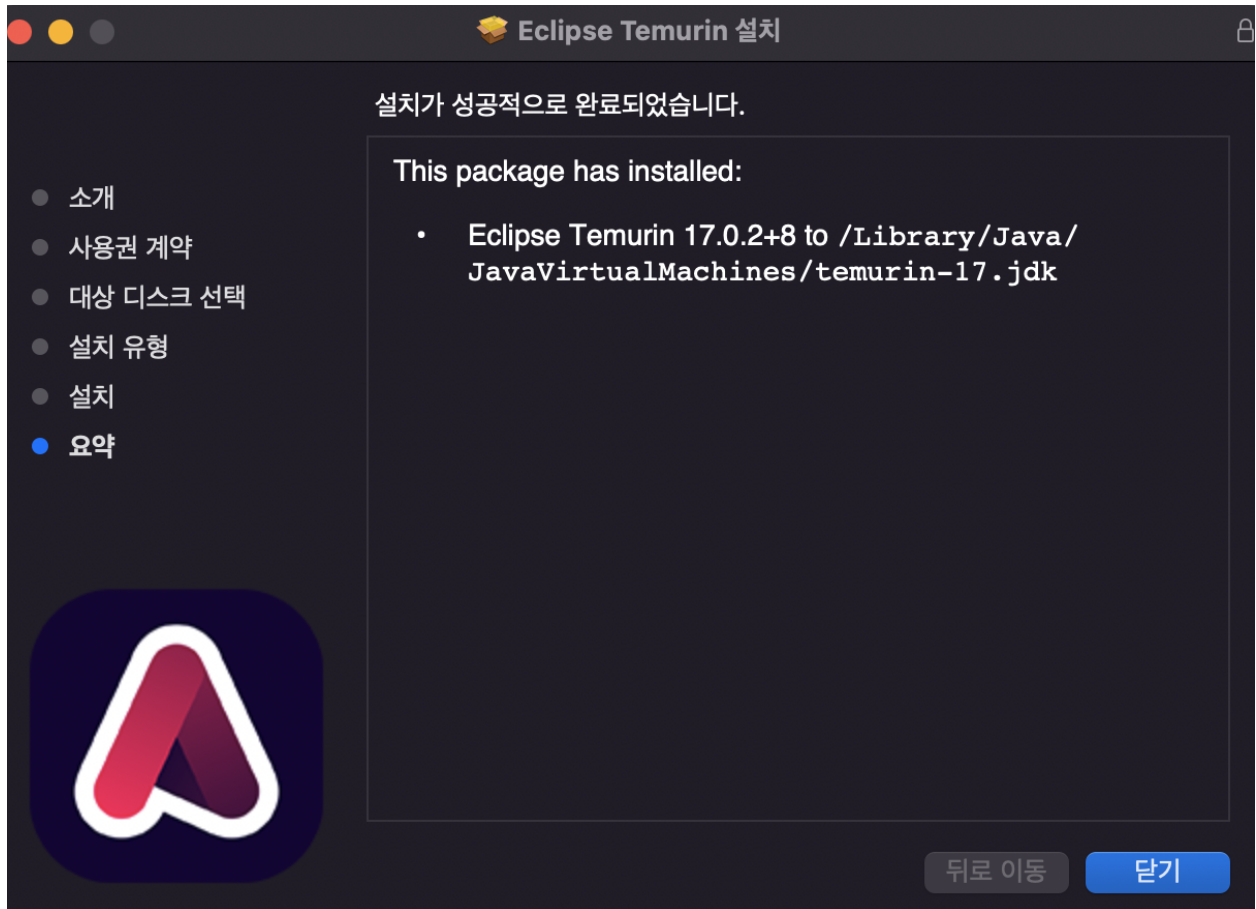 Eclipse Temurin 설치
설치가 성공적으로 완료되었습니다.
This package has installed:
• Eclipse Temurin 17.0.2+8 to /Library/Java/
JavaVirtualMachines/temurin-17.jdk
소개
사용권 계약
대상 디스크 선택
설치 유형
설치
요약
뒤로 이동
닫기